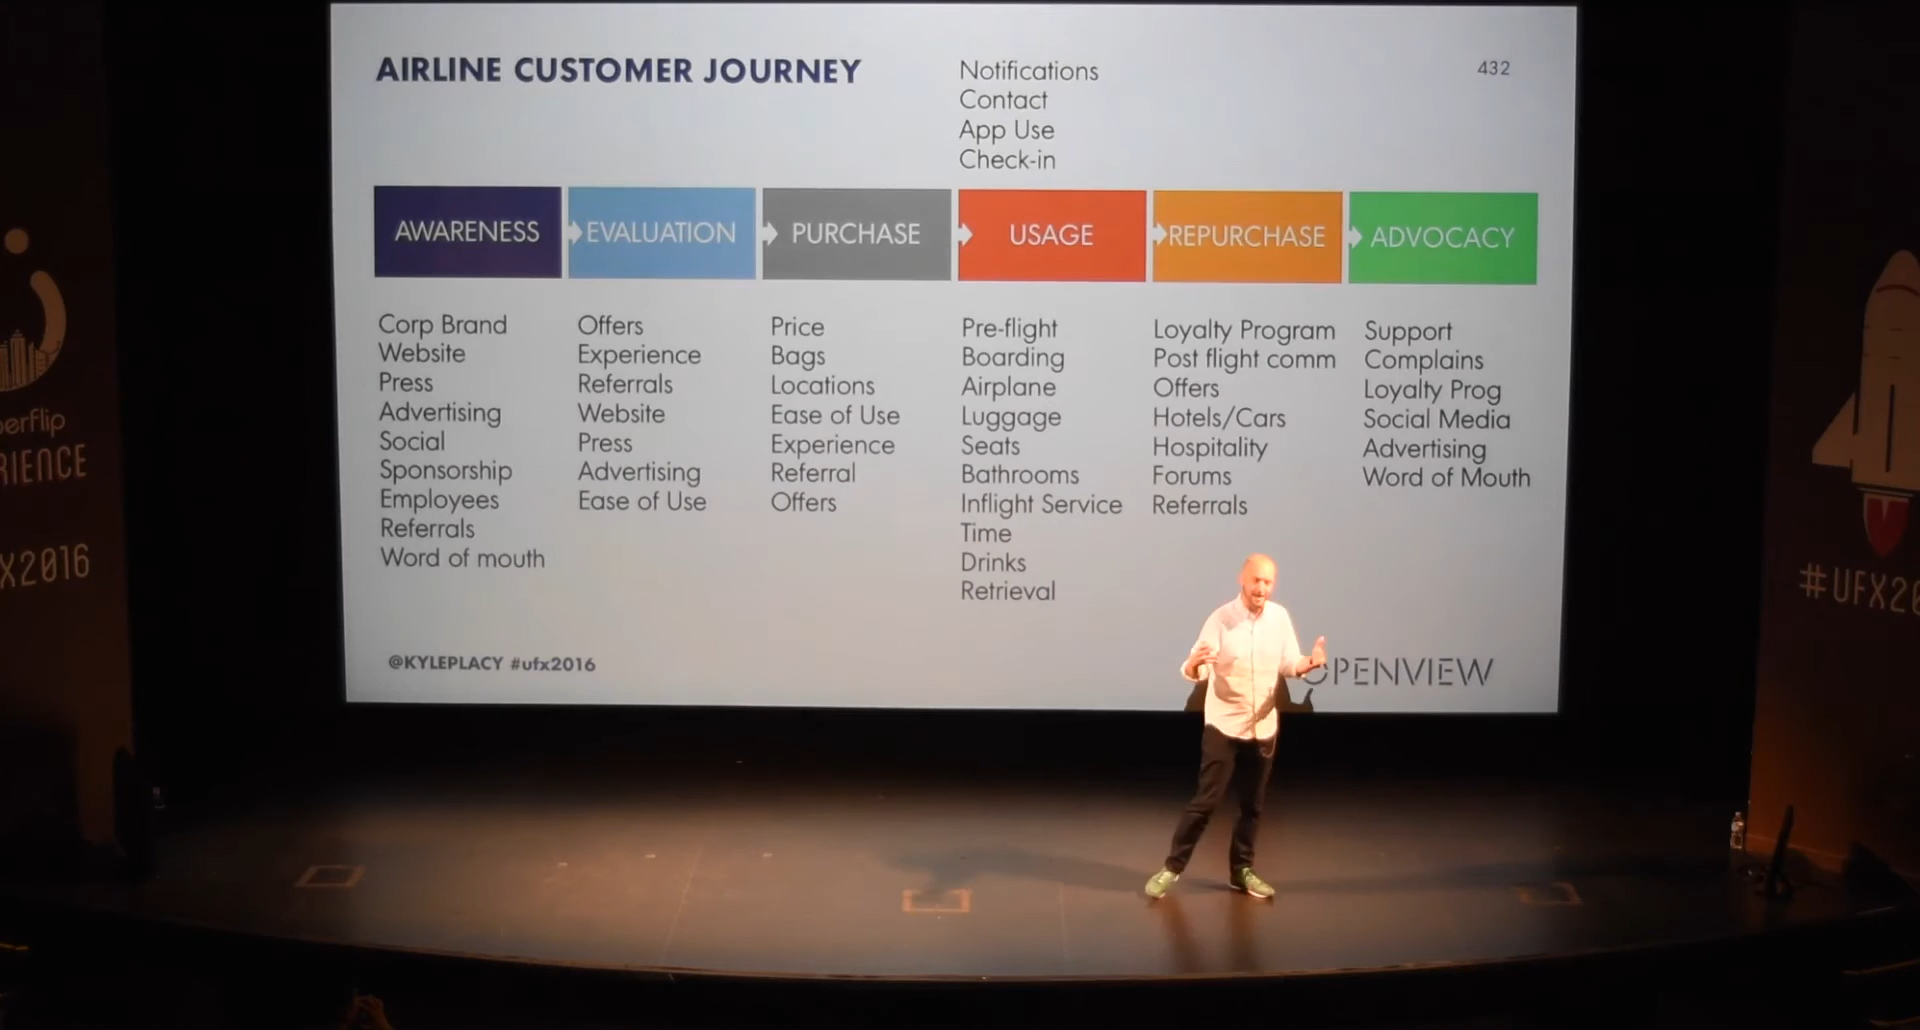 AIRLINE CUSTOMER JOURNEY
432
Notifications
Contact
App Use
Check-in
AWARENESS
EVALUATION
PURCHASE
USAGE
REPURCHASE
ADVOCACY
Corp Brand
Website
Press
Advertising
Social
Sponsorship
Employees
Referrals
Word of mouth
Offers
Experience
Referrals
Website
Press
Advertising
Ease of Use
Price
Bags
Locations
Ease of Use
Experience
Referral
Offers
Pre-flight
Boarding
Airplane
Luggage
Seats
Bathrooms
Inflight Service
Time
Drinks
Retrieval
Loyalty Program
Post flight comm
Offers
Hotels/Cars
Hospitality
Forums
Referrals
Support
Complains
Loyalty Prog
Social Media
Advertising
Word of Mouth
@KYLEPLACY #ufx2016
OPENVIEW
erflip
RIENCE
X2016
#UFX20